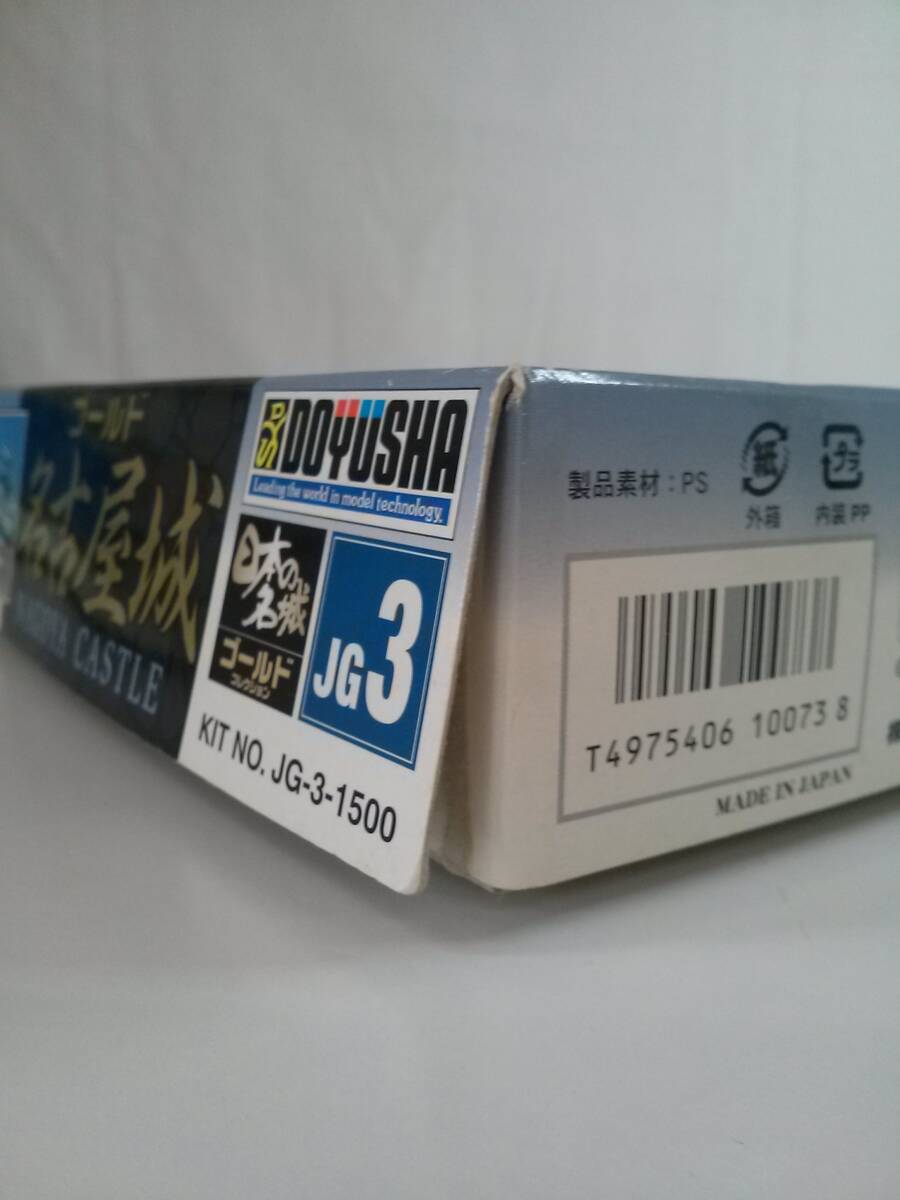 ゴールド
名古屋城
NAGOYA CASTLE
DOYUSHA
Leading the world in model technology.
日本の名城
ゴールド
コレクション
JG3
KIT NO. JG-3-1500
製品素材:PS
紙
外箱
プラ
内装 PP
T4975406 10073 8
MADE IN JAPAN